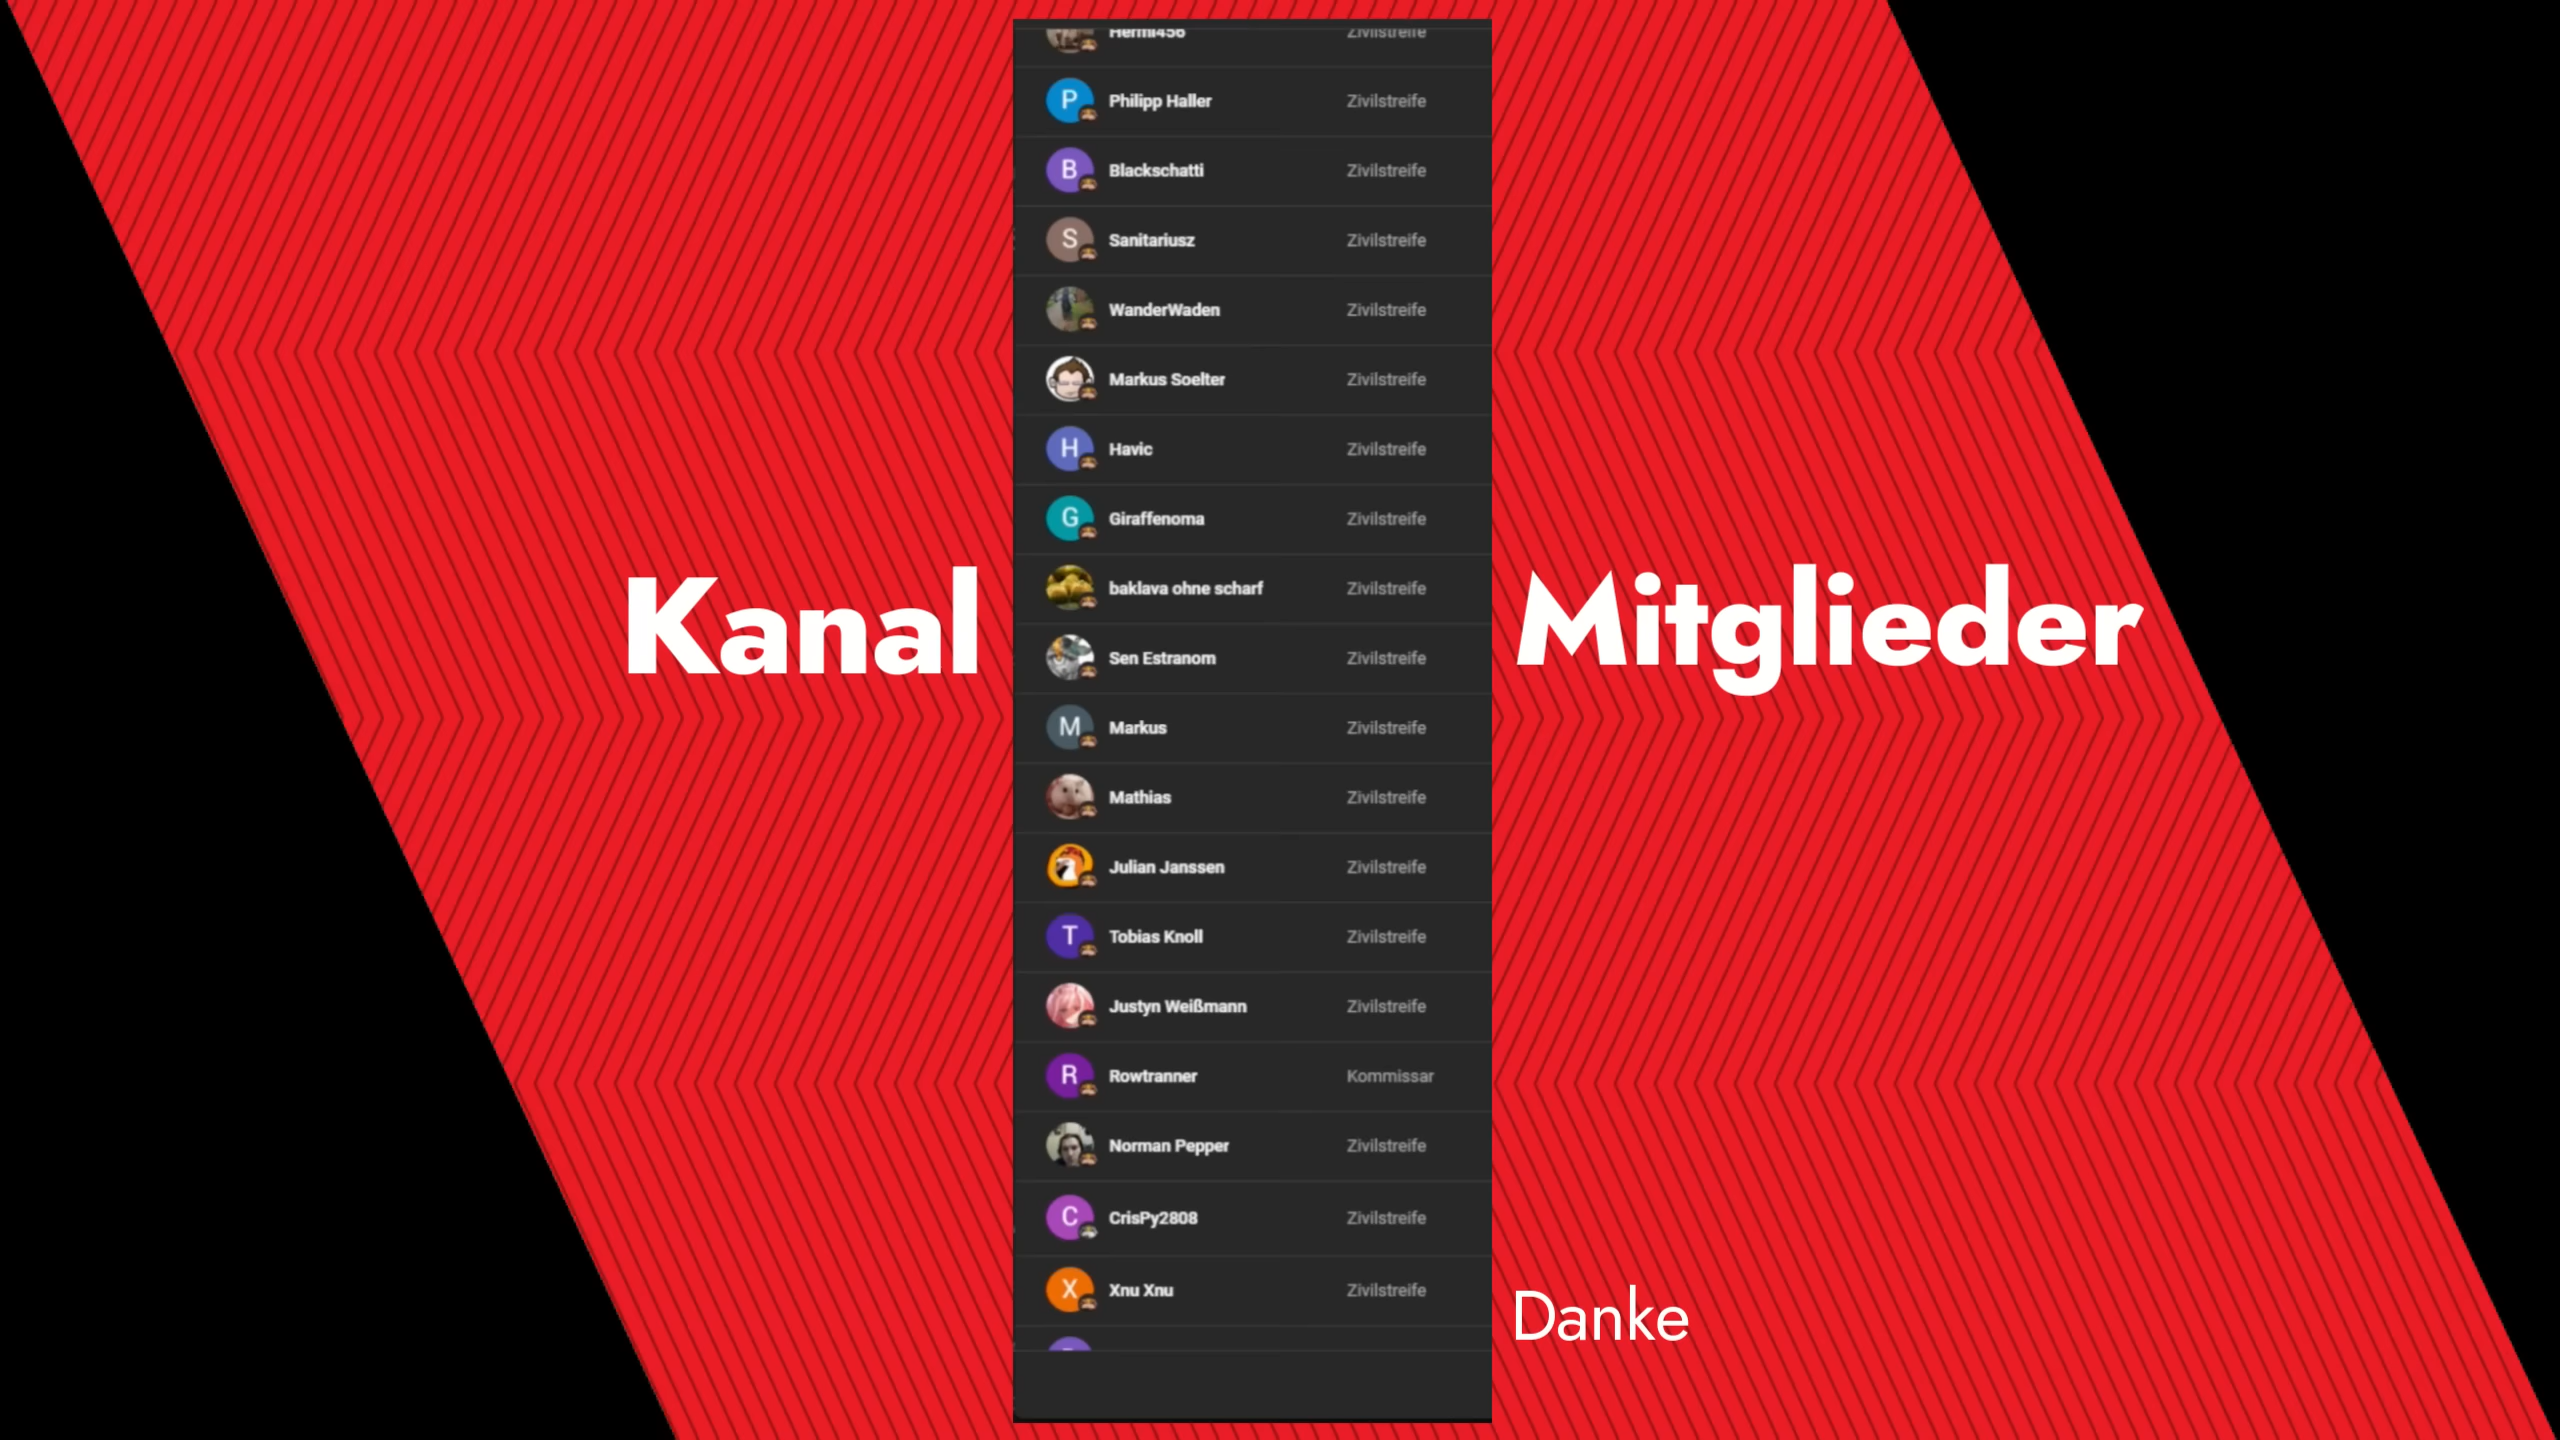 Hermi456 Zivilstreife
P Philipp Haller Zivilstreife
B Blackschatti Zivilstreife
S Sanitariusz Zivilstreife
WanderWaden Zivilstreife
Markus Soelter Zivilstreife
H Havic Zivilstreife
G Giraffenoma Zivilstreife
baklava ohne scharf Zivilstreife
Kanal
Mitglieder
Sen Estranom Zivilstreife
M Markus Zivilstreife
Mathias Zivilstreife
Julian Janssen Zivilstreife
T Tobias Knoll Zivilstreife
Justyn Weißmann Zivilstreife
R Rowtranner Kommissar
Norman Pepper Zivilstreife
C CrisPy2808 Zivilstreife
X Xnu Xnu Zivilstreife
Danke